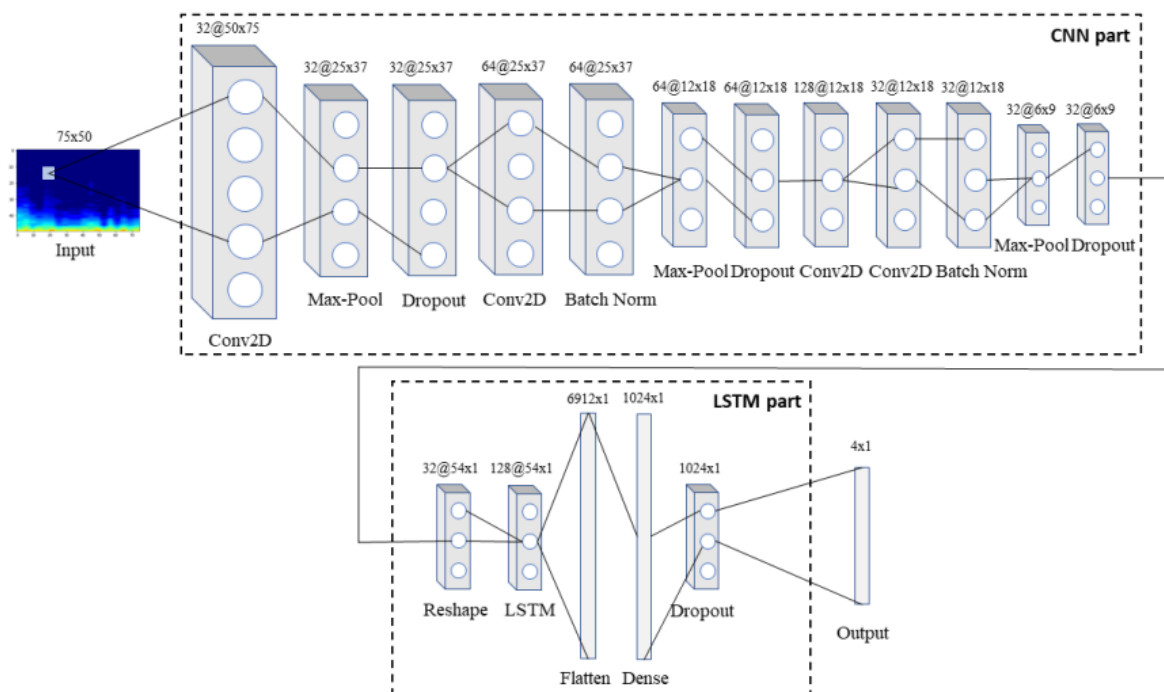 CNN part
32@50x75
32@25x37
32@25x37
64@25x37
64@25x37
64@12x18
64@12x18
128@12x18
32@12x18
32@12x18
32@6x9
32@6x9
75x50
Input
Conv2D
Max-Pool
Dropout
Conv2D
Batch Norm
Max-Pool
Dropout
Conv2D
Conv2D
Batch Norm
Max-Pool
Dropout
LSTM part
32@54x1
128@54x1
6912x1
1024x1
1024x1
4x1
Reshape
LSTM
Flatten
Dense
Dropout
Output